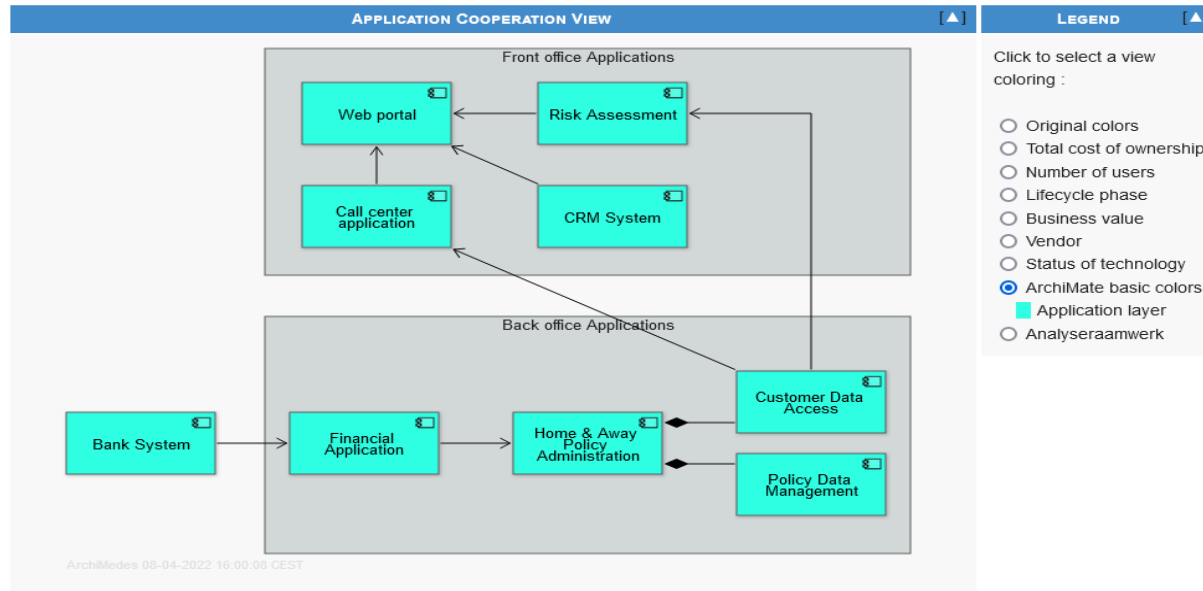 APPLICATION COOPERATION VIEW
[▲]
Front office Applications
Web portal
Risk Assessment
Call center
application
CRM System
Back office Applications
Customer Data
Access
Bank System
Financial
Application
Home & Away
Policy
Administration
Policy Data
Management
ArchiMedes 08-04-2022 16:00:08 CEST
LEGEND
[▲
Click to select a view
coloring :
Original colors
Total cost of ownership
Number of users
Lifecycle phase
Business value
Vendor
Status of technology
ArchiMate basic colors
Application layer
Analyseraamwerk